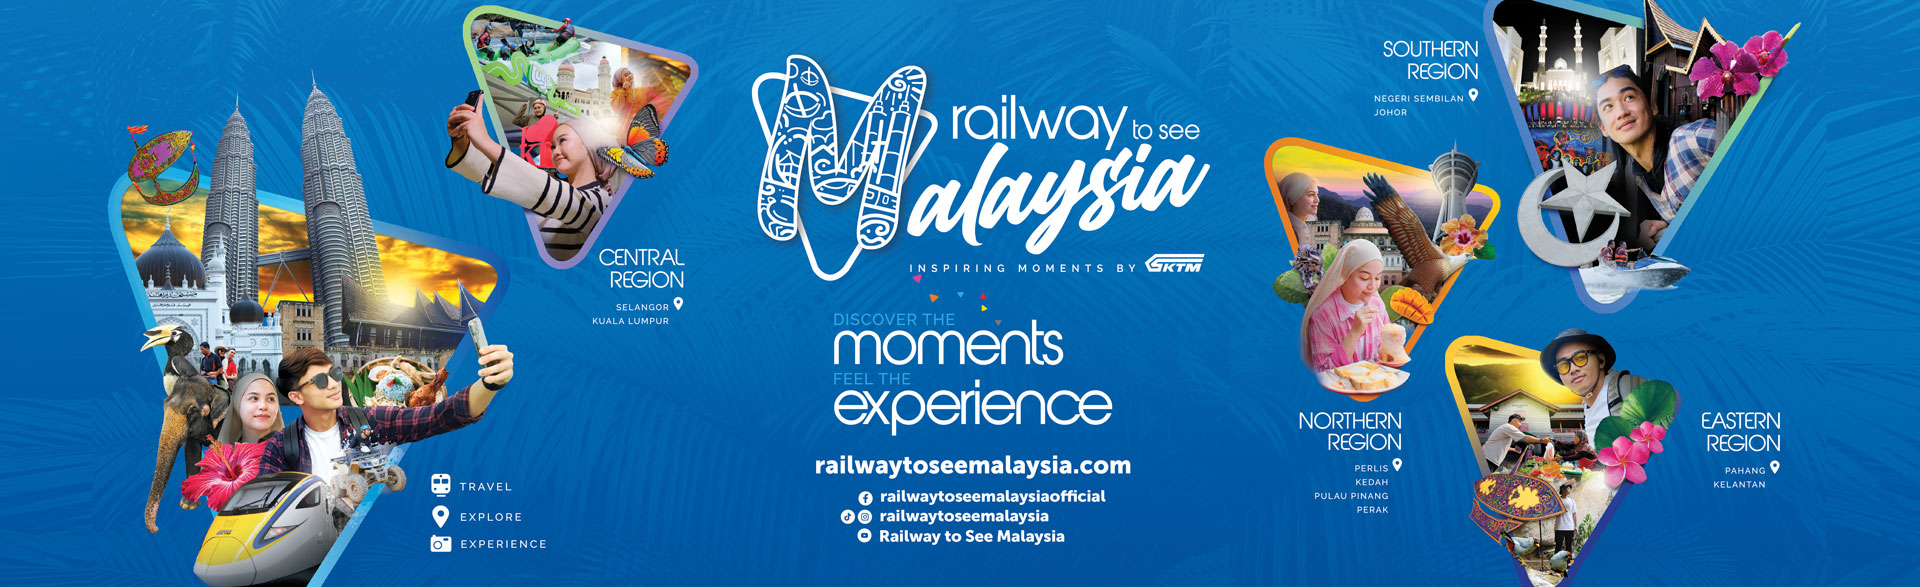 CENTRAL
REGION
SELANGOR
KUALA LUMPUR
TRAVEL
EXPLORE
EXPERIENCE
railway to see
Malaysia
INSPIRING MOMENTS BY KTM
DISCOVER THE
moments
FEEL THE
experience
railwaytoseemalaysia.com
railwaytoseemalaysiaofficial
railwaytoseemalaysia
Railway to See Malaysia
SOUTHERN
REGION
NEGERI SEMBILAN
JOHOR
NORTHERN
REGION
PERLIS
KEDAH
PULAU PINANG
PERAK
EASTERN
REGION
PAHANG
KELANTAN